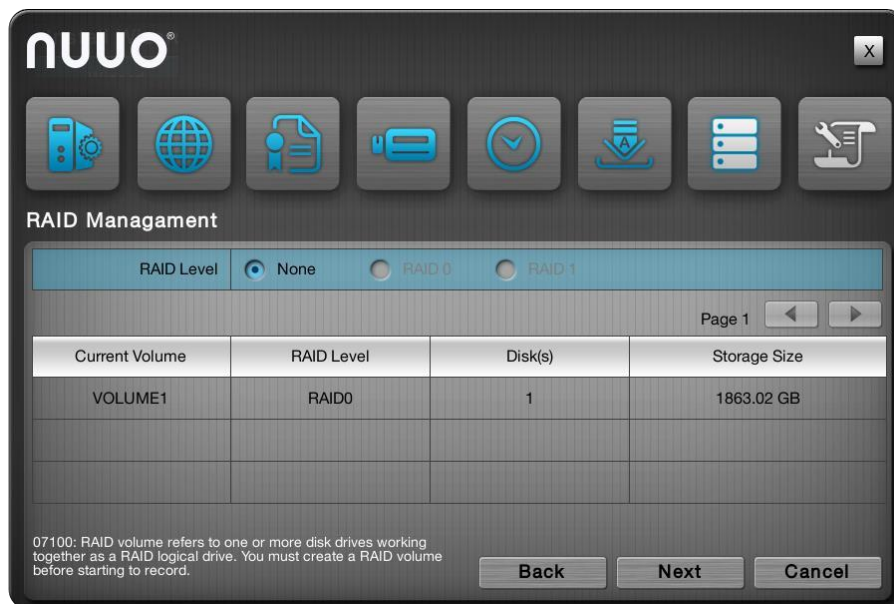 nuuo®
X
RAID Managament
RAID Level None RAID 0 RAID 1
Page 1
Current Volume RAID Level Disk(s) Storage Size
VOLUME1 RAID0 1 1863.02 GB
07100: RAID volume refers to one or more disk drives working
together as a RAID logical drive. You must create a RAID volume
before starting to record.
Back Next Cancel